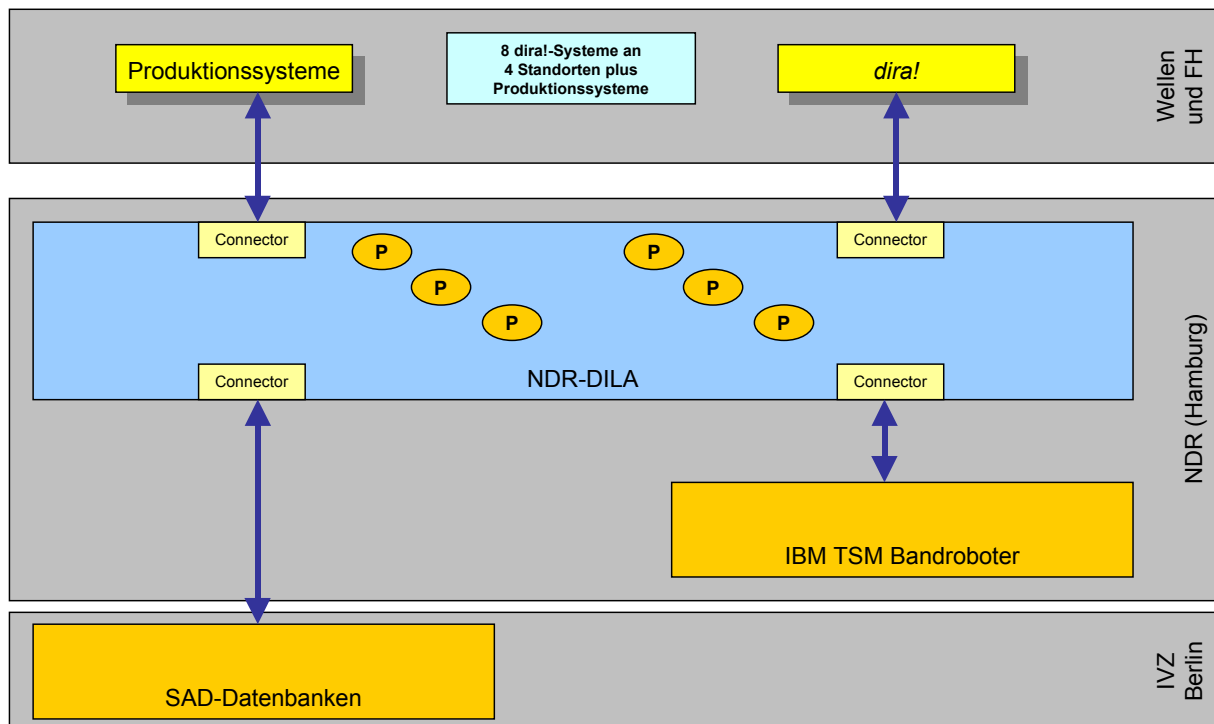 Produktionssysteme
8 dira!-Systeme an
4 Standorten plus
Produktionssysteme
dira!
Wellen
und FH
Connector
Connector
P
P
P
P
P
P
Connector
NDR-DILA
Connector
NDR (Hamburg)
IBM TSM Bandroboter
SAD-Datenbanken
IVZ
Berlin